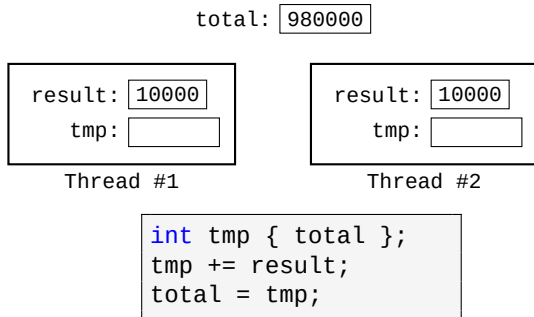 total: 980000
result: 10000
tmp:
Thread #1
result: 10000
tmp:
Thread #2
int tmp { total };
tmp += result;
total = tmp;